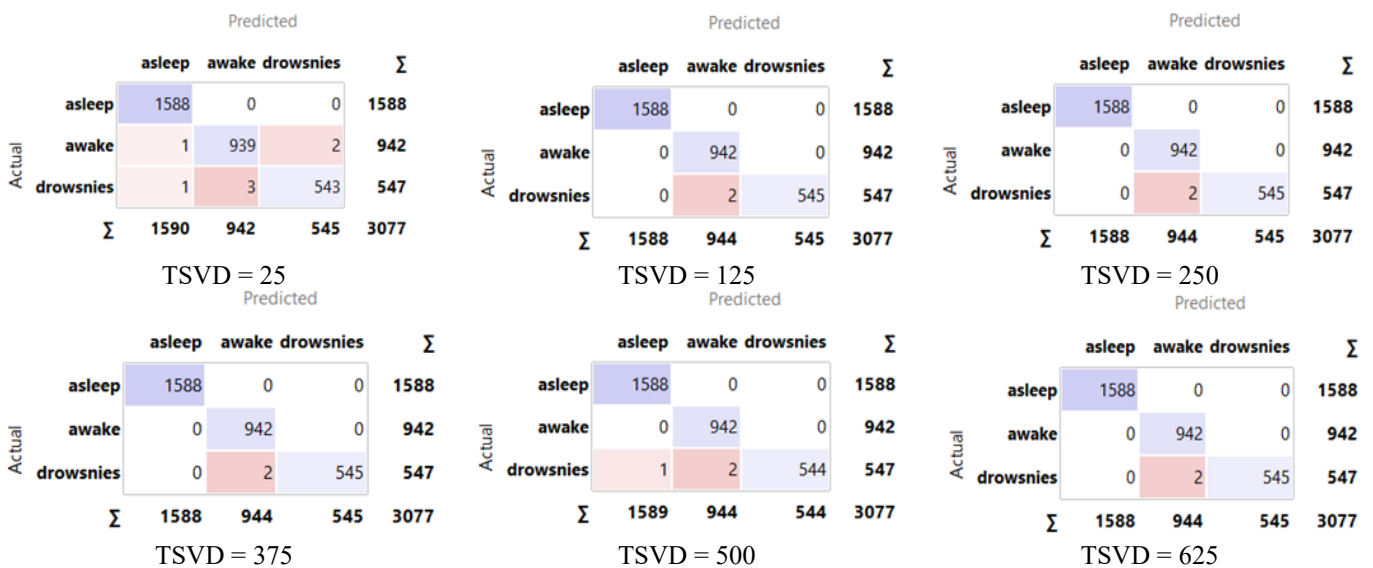 Predicted
asleep awake drowsnies Σ
asleep 1588 0 0 1588
awake 1 939 2 942
drowsnies 1 3 543 547
Σ 1590 942 545 3077
Actual
TSVD = 25
Predicted
asleep awake drowsnies Σ
asleep 1588 0 0 1588
awake 0 942 0 942
drowsnies 0 2 545 547
Σ 1588 944 545 3077
Actual
TSVD = 125
Predicted
asleep awake drowsnies Σ
asleep 1588 0 0 1588
awake 0 942 0 942
drowsnies 0 2 545 547
Σ 1588 944 545 3077
Actual
TSVD = 250
Predicted
asleep awake drowsnies Σ
asleep 1588 0 0 1588
awake 0 942 0 942
drowsnies 0 2 545 547
Σ 1588 944 545 3077
Actual
TSVD = 375
Predicted
asleep awake drowsnies Σ
asleep 1588 0 0 1588
awake 0 942 0 942
drowsnies 1 2 544 547
Σ 1589 944 544 3077
Actual
TSVD = 500
Predicted
asleep awake drowsnies Σ
asleep 1588 0 0 1588
awake 0 942 0 942
drowsnies 0 2 545 547
Σ 1588 944 545 3077
Actual
TSVD = 625